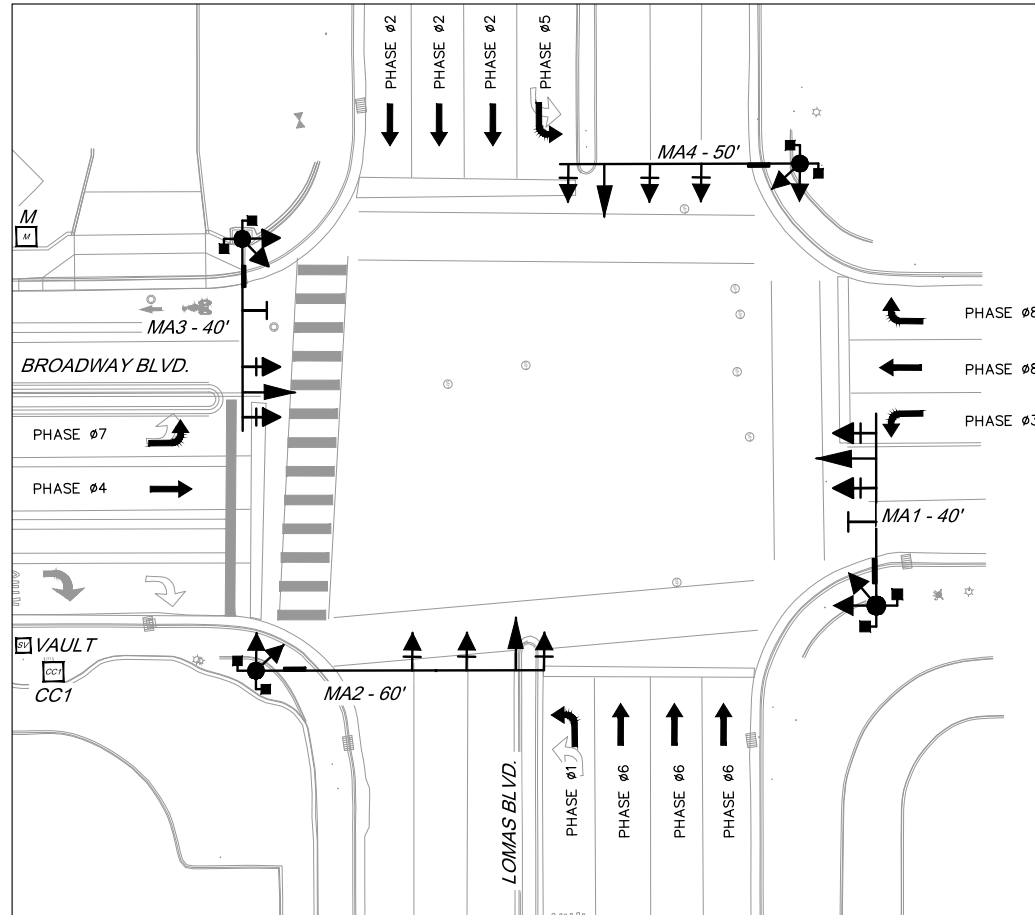 PHASE ø2
PHASE ø2
PHASE ø2
PHASE ø5
MA4 - 50'
M
M
MA3 - 40'
PHASE ø8
BROADWAY BLVD.
PHASE ø8
PHASE ø3
PHASE ø7
PHASE ø4
MA1 - 40'
SV
VAULT
CC1
CC1
MA2 - 60'
LOMAS BLVD.
PHASE ø1
PHASE ø6
PHASE ø6
PHASE ø6